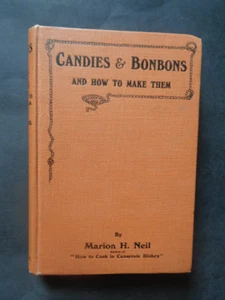 CANDIES & BONBONS
AND HOW TO MAKE THEM
By
Marion H. Neil
Author of
"How to Cook in Casserole Dishes"